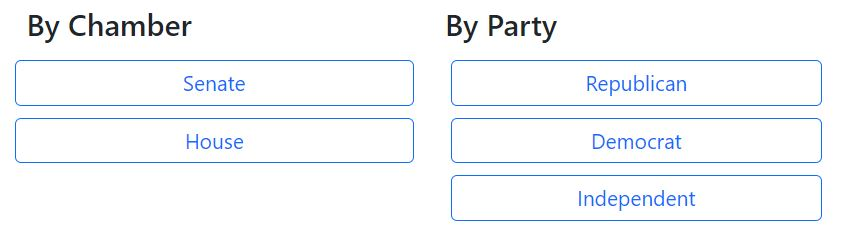 By Chamber
Senate
House
By Party
Republican
Democrat
Independent